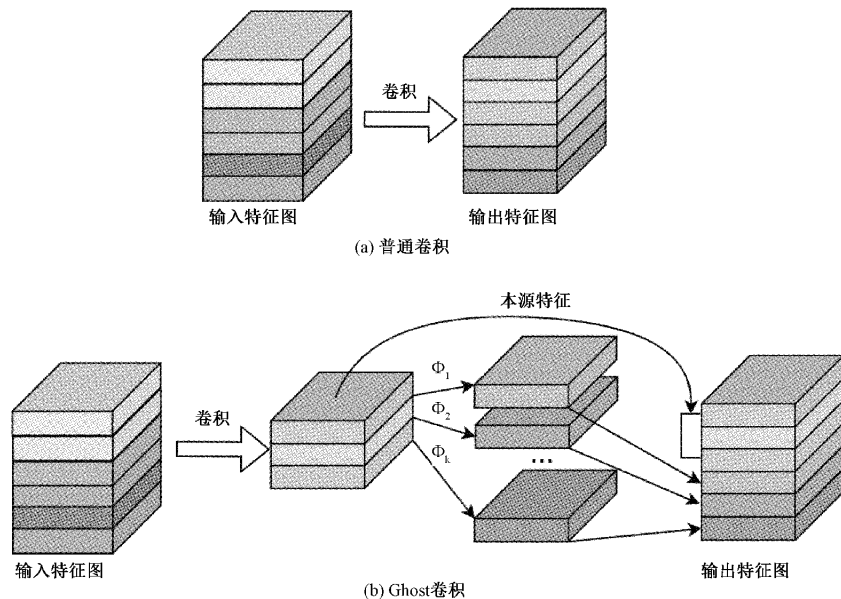 卷积
输入特征图
输出特征图
(a) 普通卷积
本源特征
Φ1
卷积
Φ2
Φk
...
输入特征图
输出特征图
(b) Ghost卷积